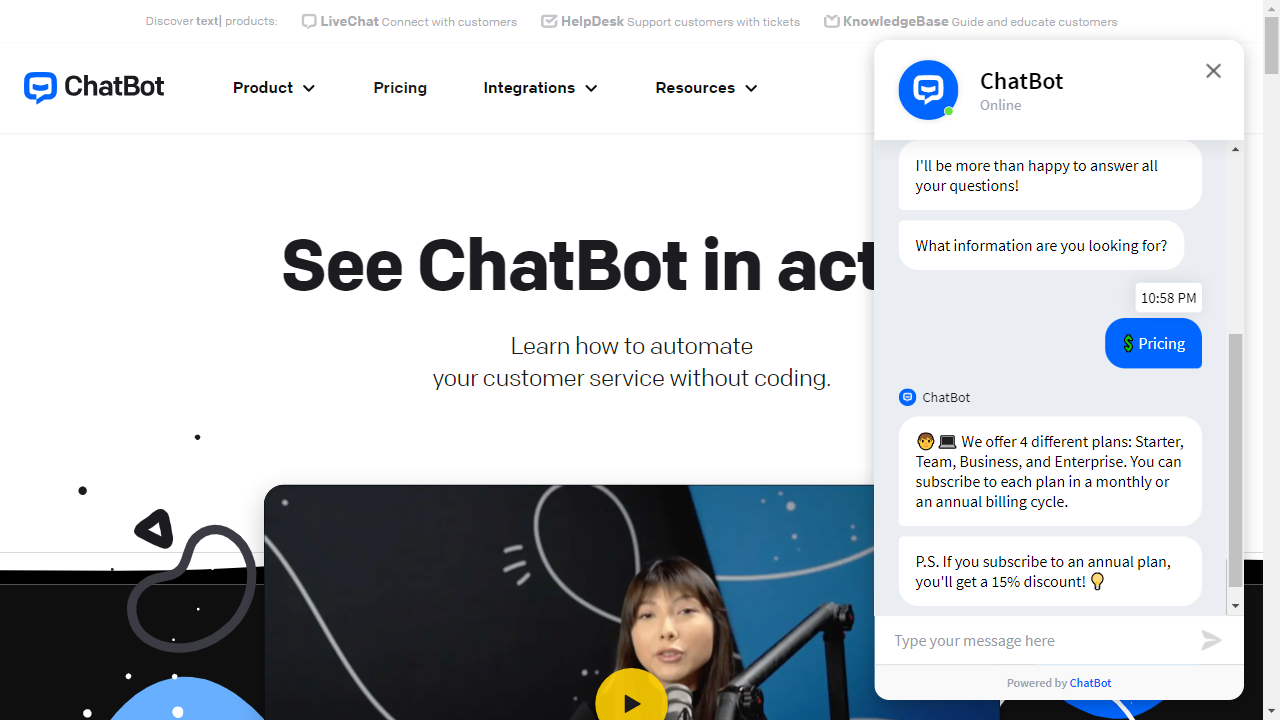 Discover text| products:
LiveChat Connect with customers
HelpDesk Support customers with tickets
KnowledgeBase Guide and educate customers
ChatBot
Product
Pricing
Integrations
Resources
See ChatBot in act
Learn how to automate
your customer service without coding.
ChatBot
Online
I'll be more than happy to answer all
your questions!
What information are you looking for?
10:58 PM
💲 Pricing
ChatBot
🧑‍💻 We offer 4 different plans: Starter,
Team, Business, and Enterprise. You can
subscribe to each plan in a monthly or
an annual billing cycle.
P.S. If you subscribe to an annual plan,
you'll get a 15% discount! 💡
Type your message here
Powered by ChatBot